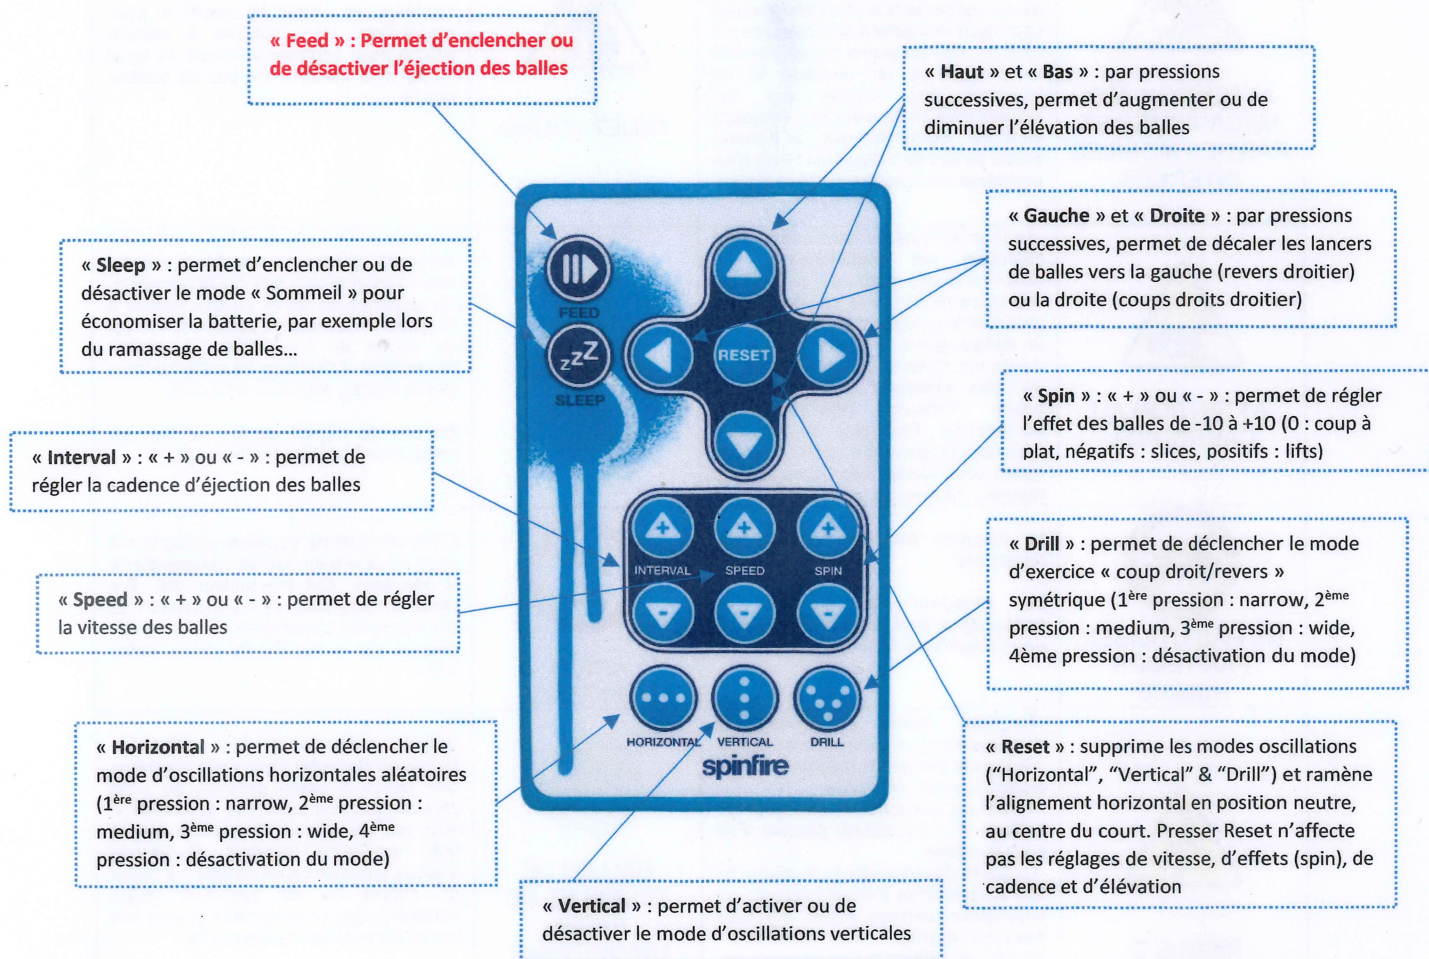 « Feed » : Permet d'enclencher ou
de désactiver l'éjection des balles
« Haut » et « Bas » : par pressions
successives, permet d'augmenter ou de
diminuer l'élévation des balles
« Gauche » et « Droite » : par pressions
successives, permet de décaler les lancers
de balles vers la gauche (revers droitier)
ou la droite (coups droits droitier)
« Sleep » : permet d'enclencher ou de
désactiver le mode « Sommeil » pour
économiser la batterie, par exemple lors
du ramassage de balles...
FEED
zzZ
SLEEP
RESET
« Spin » : « + » ou « - » : permet de régler
l'effet des balles de -10 à +10 (0 : coup à
plat, négatifs : slices, positifs : lifts)
« Interval » : « + » ou « - » : permet de
régler la cadence d'éjection des balles
+ + +
INTERVAL SPEED SPIN
- - -
« Drill » : permet de déclencher le mode
d'exercice « coup droit/revers »
symétrique (1ère pression : narrow, 2ème
pression : medium, 3ème pression : wide,
4ème pression : désactivation du mode)
« Speed » : « + » ou « - » : permet de régler
la vitesse des balles
HORIZONTAL VERTICAL DRILL
spinfire
« Horizontal » : permet de déclencher le
mode d'oscillations horizontales aléatoires
(1ère pression : narrow, 2ème pression :
medium, 3ème pression : wide, 4ème
pression : désactivation du mode)
« Reset » : supprime les modes oscillations
("Horizontal", "Vertical" & "Drill") et ramène
l'alignement horizontal en position neutre,
au centre du court. Presser Reset n'affecte
pas les réglages de vitesse, d'effets (spin), de
cadence et d'élévation
« Vertical » : permet d'activer ou de
désactiver le mode d'oscillations verticales